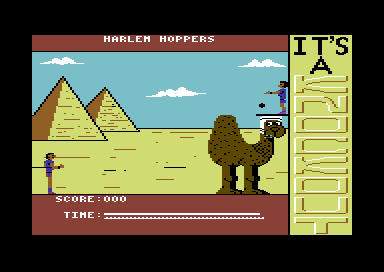 HARLEM HOPPERS
IT'S
A
KNOCKOUT
SCORE:000
TIME: